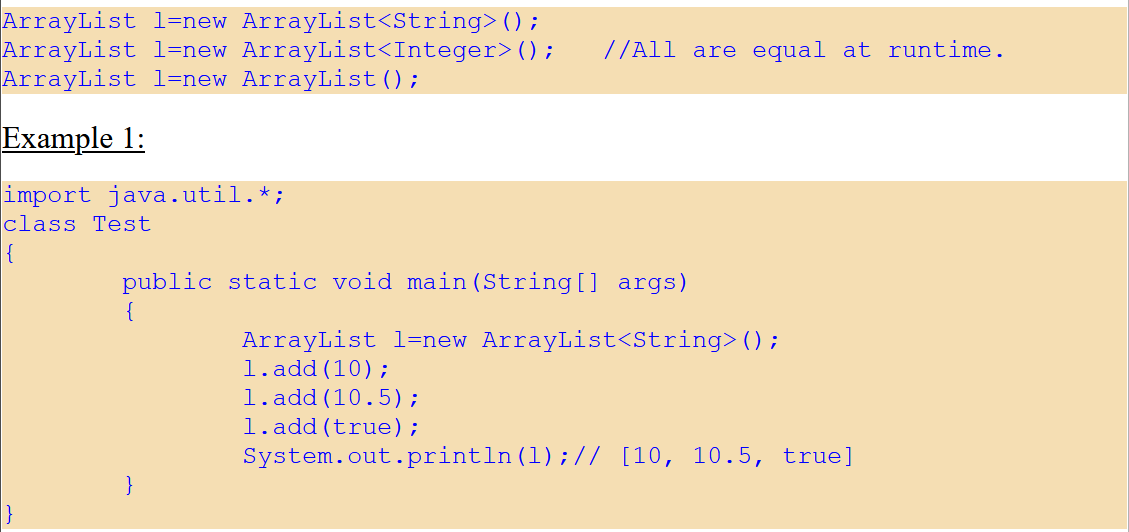 ArrayList l=new ArrayList<String>();
ArrayList l=new ArrayList<Integer>();   //All are equal at runtime.
ArrayList l=new ArrayList();
Example 1:
import java.util.*;
class Test
{
        public static void main(String[] args)
        {
                ArrayList l=new ArrayList<String>();
                l.add(10);
                l.add(10.5);
                l.add(true);
                System.out.println(l);// [10, 10.5, true]
        }
}